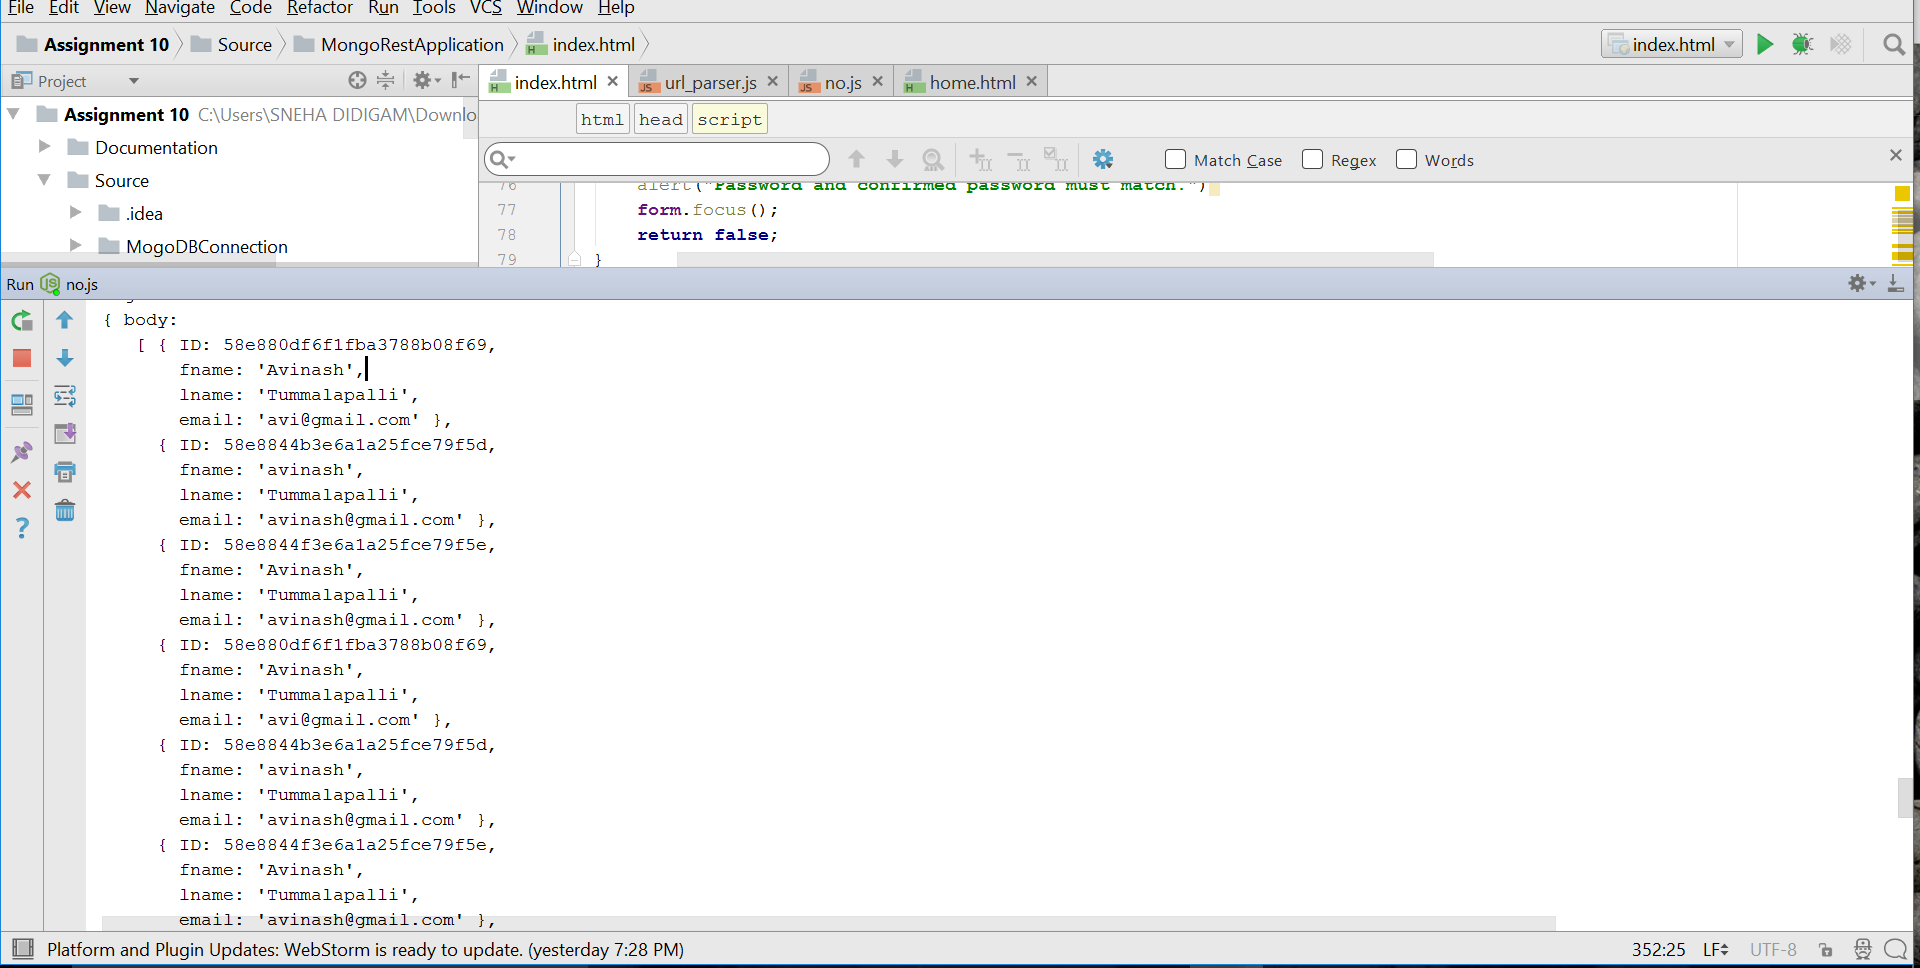 File Edit View Navigate Code Refactor Run Tools VCS Window Help
Assignment 10 Source MongoRestApplication index.html index.html
Project index.html url_parser.js no.js home.html
Assignment 10 C:\Users\SNEHA DIDIGAM\Downlo
html head script
Documentation
Match Case Regex Words
Source
76 alert("Password and confirmed password must match.")
.idea
77 form.focus();
78 return false;
MogoDBConnection
79 }
Run no.js
{ body:
[ { ID: 58e880df6f1fba3788b08f69,
fname: 'Avinash',
lname: 'Tummalapalli',
email: 'avi@gmail.com' },
{ ID: 58e8844b3e6a1a25fce79f5d,
fname: 'avinash',
lname: 'Tummalapalli',
email: 'avinash@gmail.com' },
{ ID: 58e8844f3e6a1a25fce79f5e,
fname: 'Avinash',
lname: 'Tummalapalli',
email: 'avinash@gmail.com' },
{ ID: 58e880df6f1fba3788b08f69,
fname: 'Avinash',
lname: 'Tummalapalli',
email: 'avi@gmail.com' },
{ ID: 58e8844b3e6a1a25fce79f5d,
fname: 'avinash',
lname: 'Tummalapalli',
email: 'avinash@gmail.com' },
{ ID: 58e8844f3e6a1a25fce79f5e,
fname: 'Avinash',
lname: 'Tummalapalli',
email: 'avinash@gmail.com' },
Platform and Plugin Updates: WebStorm is ready to update. (yesterday 7:28 PM) 352:25 LF UTF-8